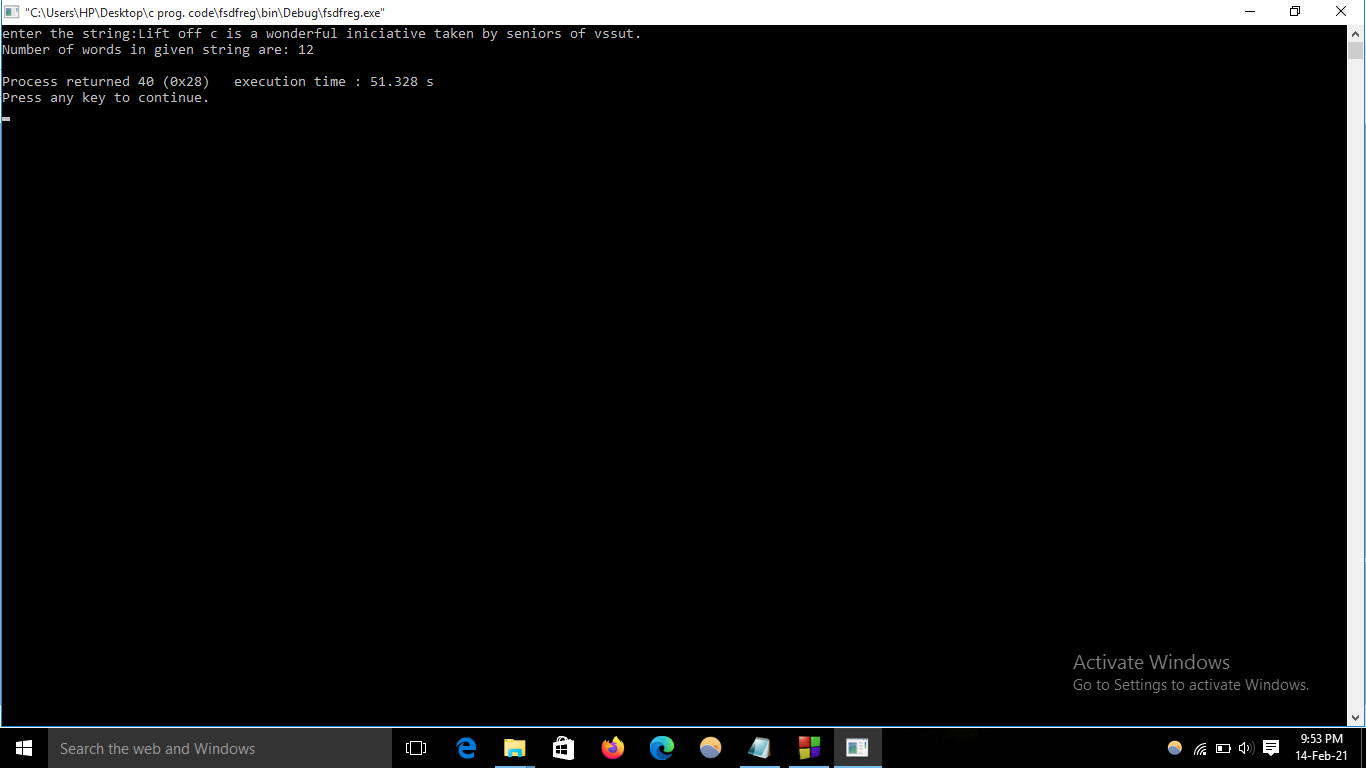 "C:\Users\HP\Desktop\c prog. code\fsdfreg\bin\Debug\fsdfreg.exe"
enter the string:Lift off c is a wonderful iniciative taken by seniors of vssut.
Number of words in given string are: 12
Process returned 40 (0x28)   execution time : 51.328 s
Press any key to continue.
Activate Windows
Go to Settings to activate Windows.
Search the web and Windows
9:53 PM
14-Feb-21